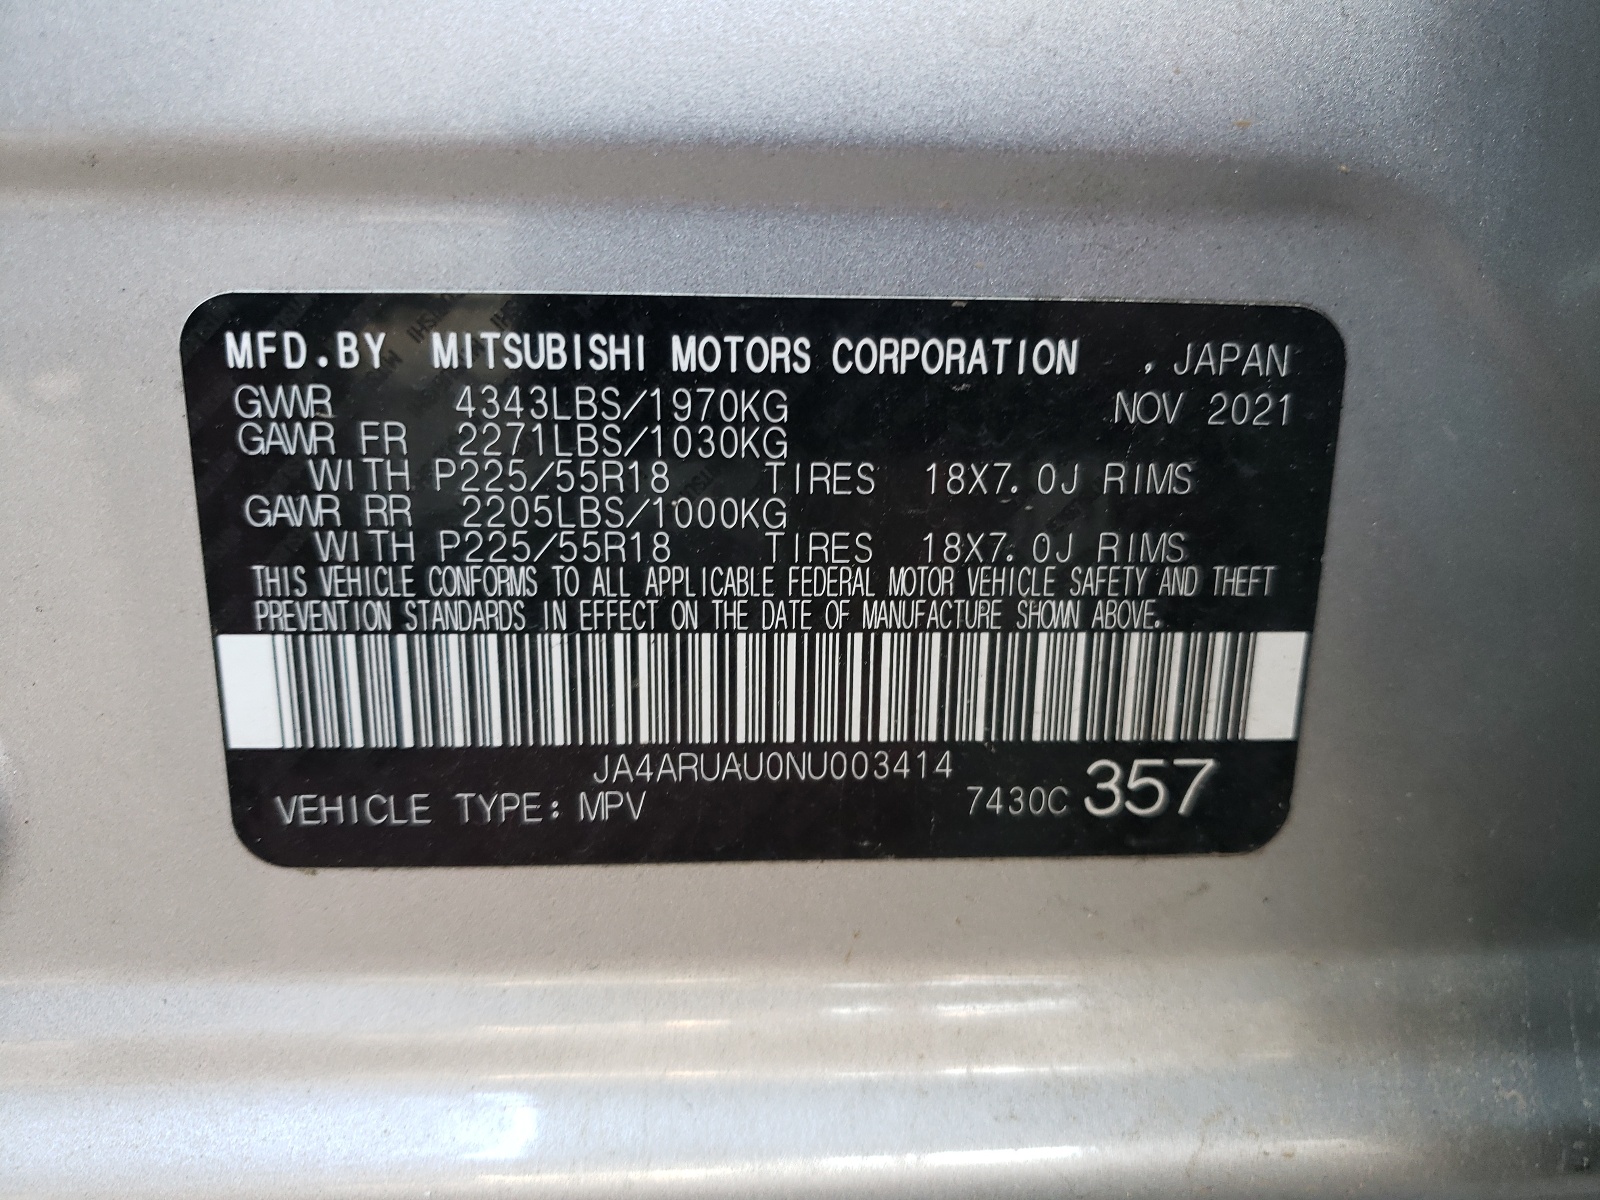 MFD.BY MITSUBISHI MOTORS CORPORATION , JAPAN
GVWR 4343LBS/1970KG NOV 2021
GAWR FR 2271LBS/1030KG
WITH P225/55R18 TIRES 18X7.0J RIMS
GAWR RR 2205LBS/1000KG
WITH P225/55R18 TIRES 18X7.0J RIMS
THIS VEHICLE CONFORMS TO ALL APPLICABLE FEDERAL MOTOR VEHICLE SAFETY AND THEFT
PREVENTION STANDARDS IN EFFECT ON THE DATE OF MANUFACTURE SHOWN ABOVE.
JA4ARUAU0NU003414
VEHICLE TYPE: MPV 7430C 357